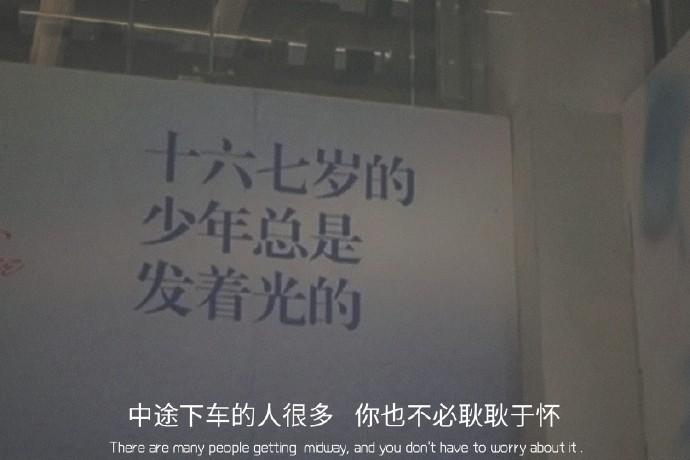 十六七岁的
少年总是
发着光的
中途下车的人很多 你也不必耿耿于怀
There are many people getting midway, and you don't have to worry about it .